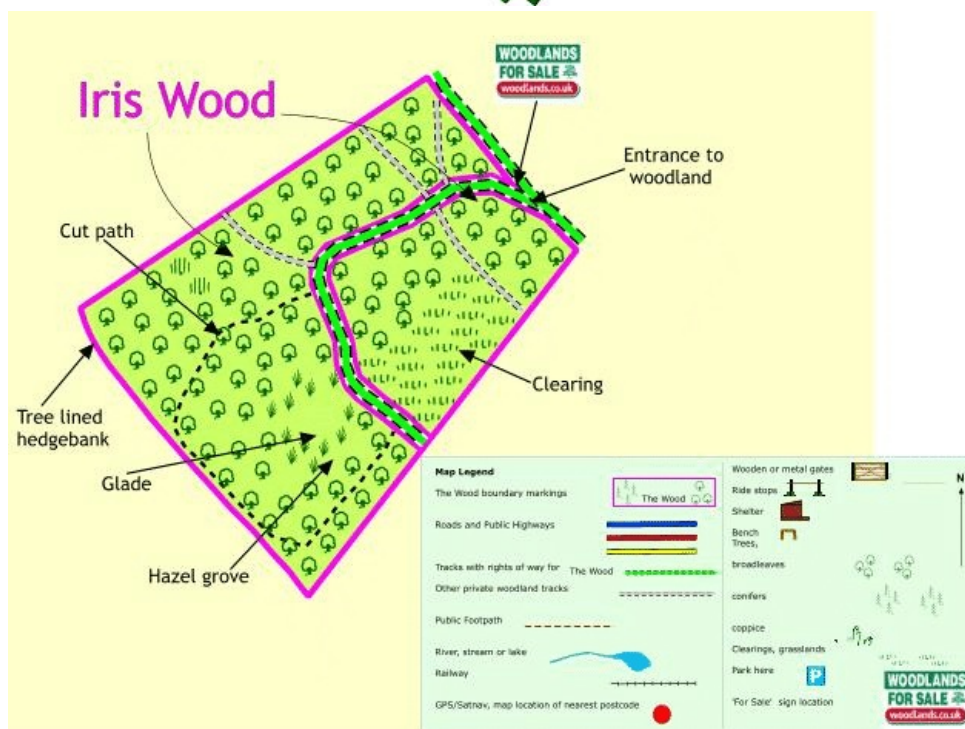 WOODLANDS
FOR SALE
woodlands.co.uk
Iris Wood
Entrance to
woodland
Cut path
Clearing
Tree lined
hedgebank
Glade
Hazel grove
Map Legend
The Wood boundary markings
The Wood
Roads and Public Highways
Tracks with rights of way for The Wood
Other private woodland tracks
Public Footpath
River, stream or lake
Railway
GPS/Satnav, map location of nearest postcode
Wooden or metal gates
N
Ride stops
Shelter
Bench
Trees,
broadleaves
conifers
coppice
Clearings, grasslands
Park here
P
'For Sale' sign location
WOODLANDS
FOR SALE
woodlands.co.uk